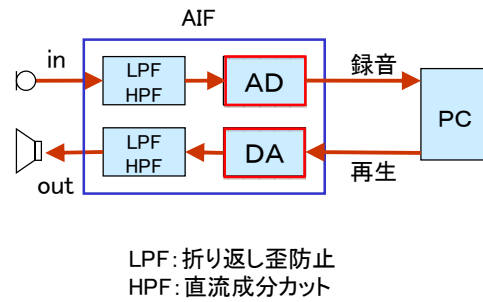 AIF
in
LPF
HPF
AD
録音
PC
LPF
HPF
DA
再生
out
LPF：折り返し歪防止
HPF：直流成分カット